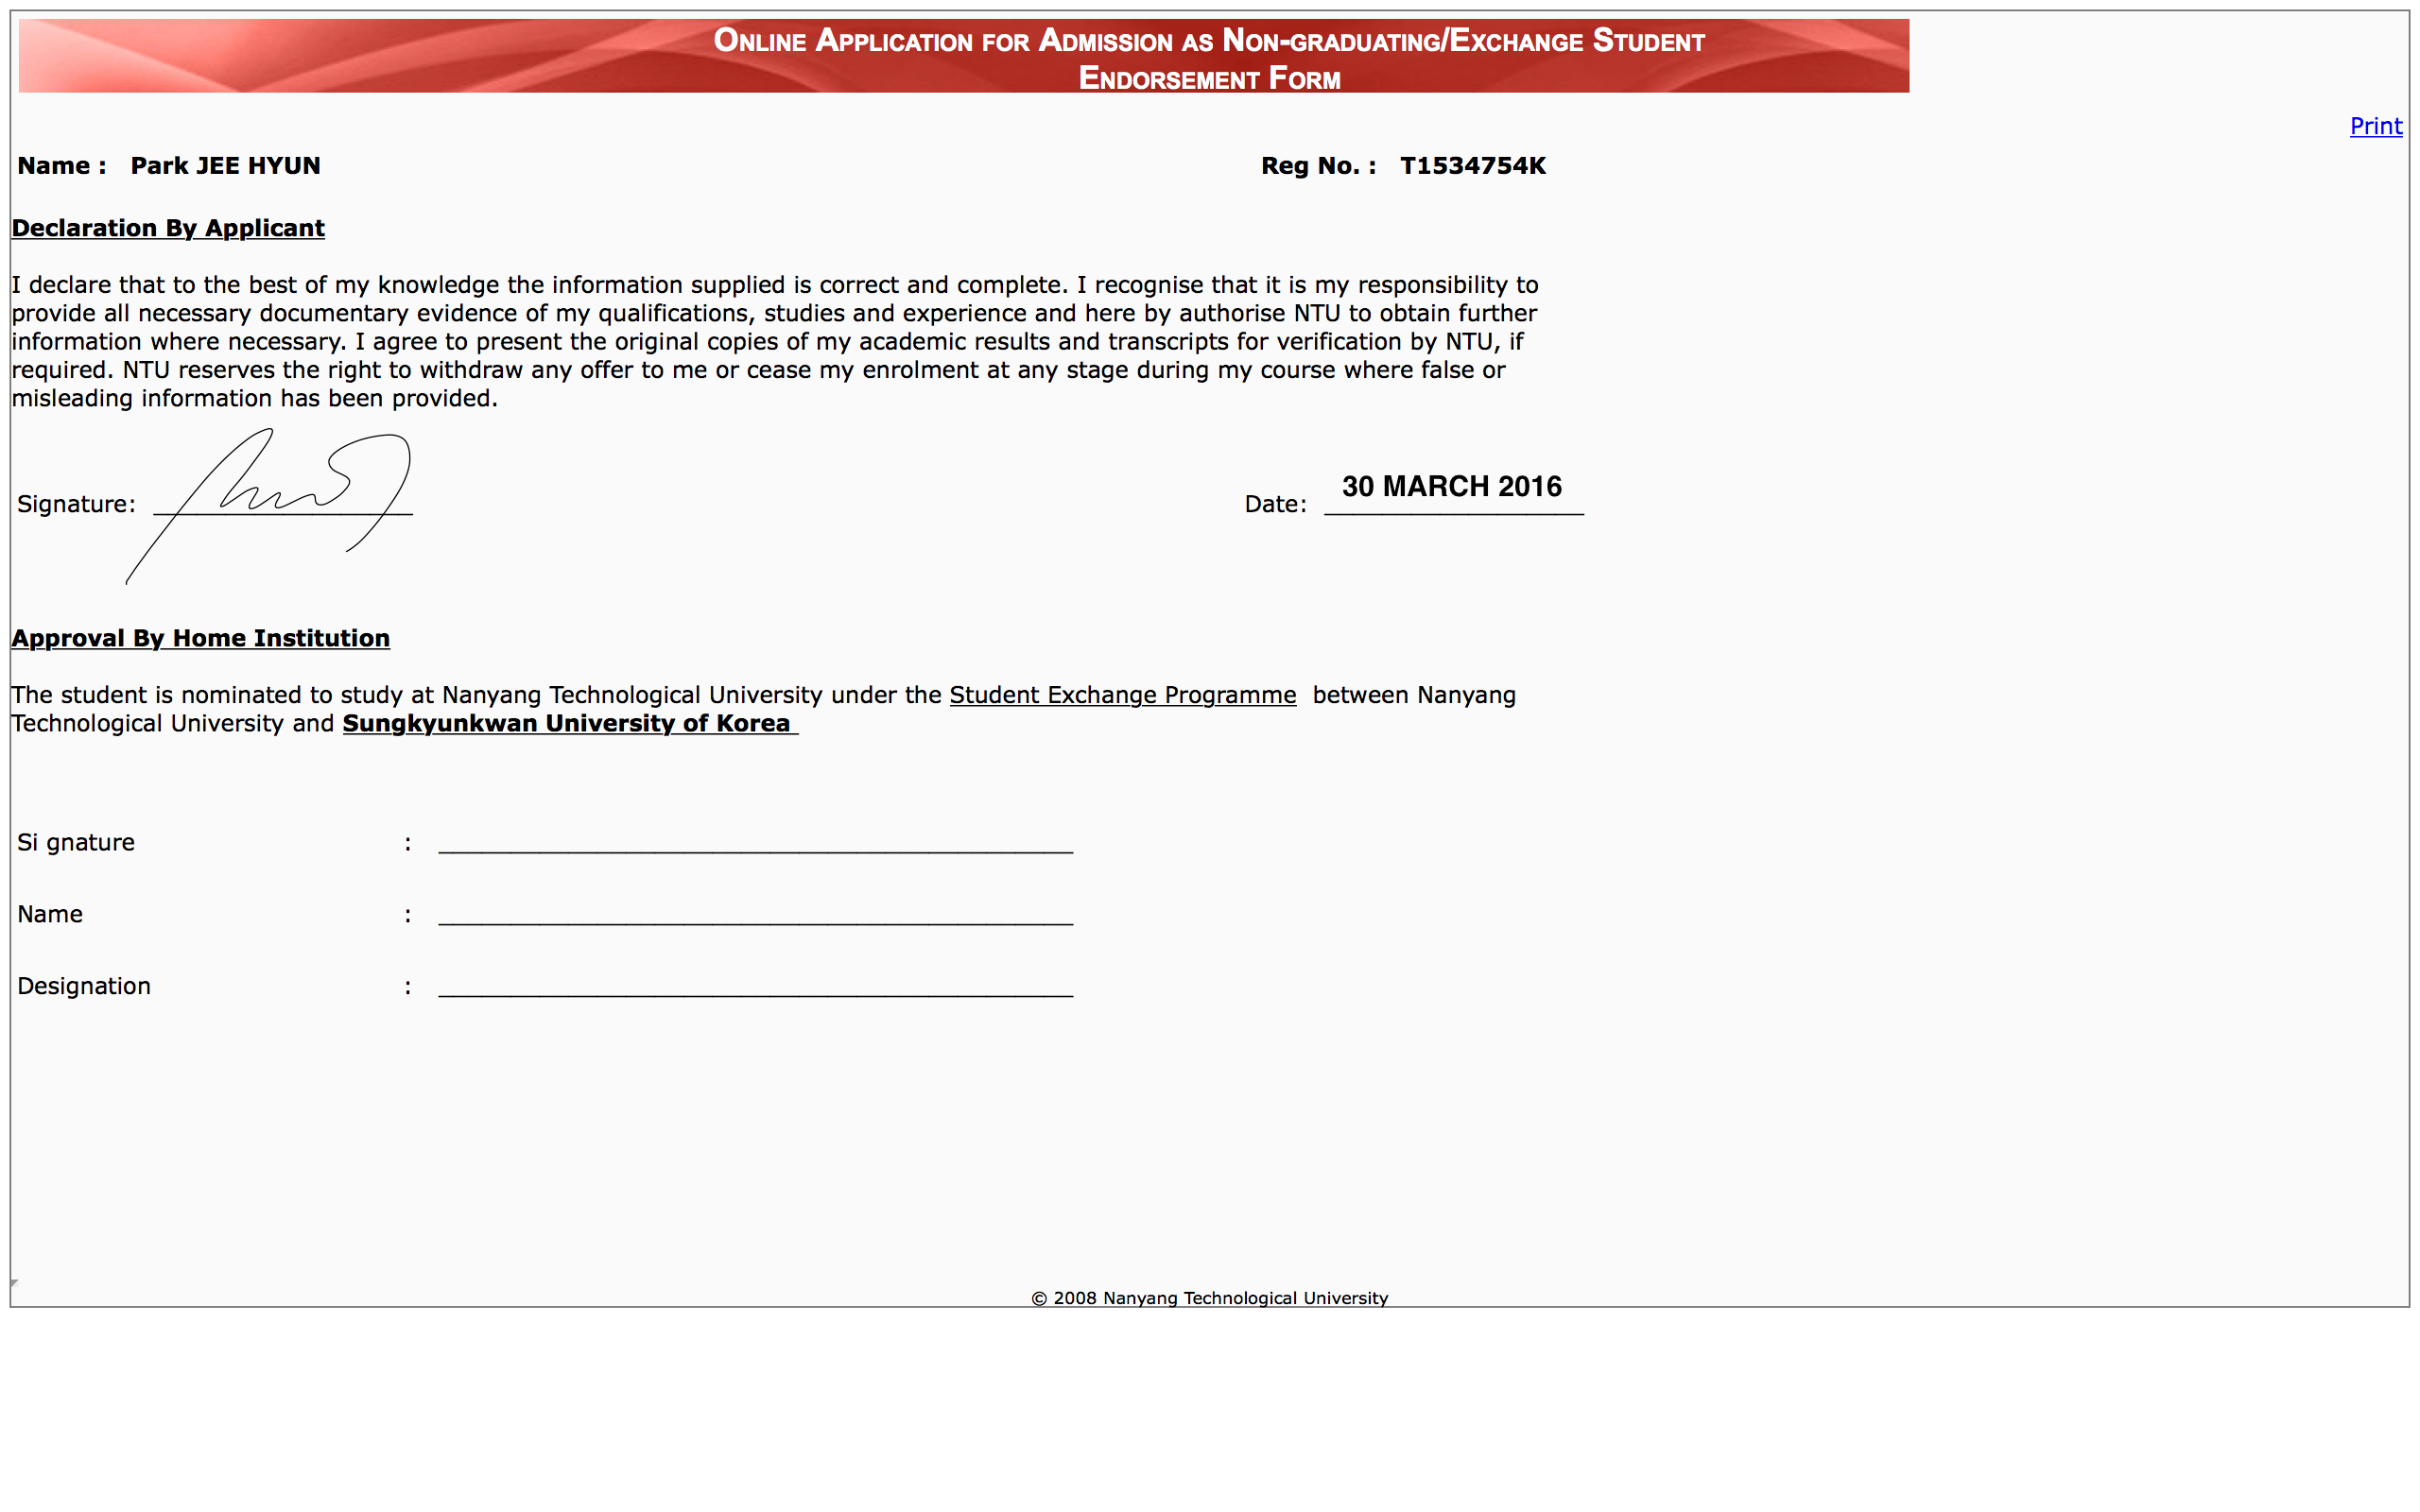 Online Application for Admission as Non-graduating/Exchange Student
Endorsement Form
Print
Name : Park JEE HYUN Reg No. : T1534754K
Declaration By Applicant
I declare that to the best of my knowledge the information supplied is correct and complete. I recognise that it is my responsibility to
provide all necessary documentary evidence of my qualifications, studies and experience and here by authorise NTU to obtain further
information where necessary. I agree to present the original copies of my academic results and transcripts for verification by NTU, if
required. NTU reserves the right to withdraw any offer to me or cease my enrolment at any stage during my course where false or
misleading information has been provided.
Signature: Date: 30 MARCH 2016
Approval By Home Institution
The student is nominated to study at Nanyang Technological University under the Student Exchange Programme between Nanyang
Technological University and Sungkyunkwan University of Korea
Si gnature :
Name :
Designation :
© 2008 Nanyang Technological University